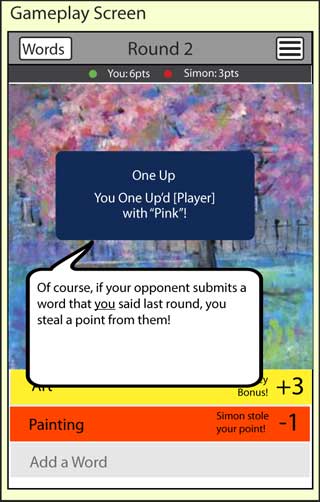 Gameplay Screen
Words
Round 2
You: 6pts
Simon: 3pts
One Up
You One Up'd [Player]
with "Pink"!
Of course, if your opponent submits a
word that you said last round, you
steal a point from them!
Bonus!
+3
Painting
Simon stole
your point!
-1
Add a Word